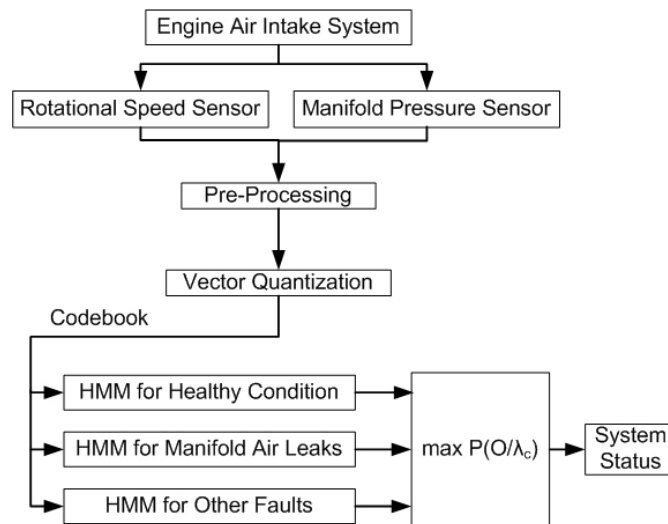 Engine Air Intake System
Rotational Speed Sensor
Manifold Pressure Sensor
Pre-Processing
Vector Quantization
Codebook
HMM for Healthy Condition
HMM for Manifold Air Leaks
HMM for Other Faults
max P(O/λc)
System
Status